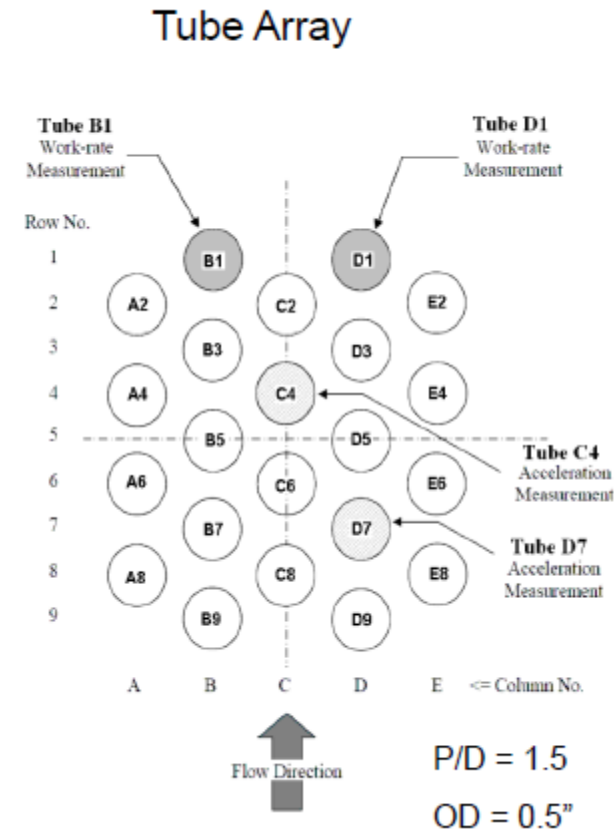 Tube Array
Tube B1
Work-rate
Measurement
Tube D1
Work-rate
Measurement
Row No.
1
B1
D1
2
A2
C2
E2
3
B3
D3
4
A4
C4
E4
5
B5
D5
Tube C4
Acceleration
Measurement
6
A6
C6
E6
7
B7
D7
Tube D7
Acceleration
Measurement
8
A8
C8
E8
9
B9
D9
A B C D E <= Column No.
Flow Direction
P/D = 1.5
OD = 0.5”